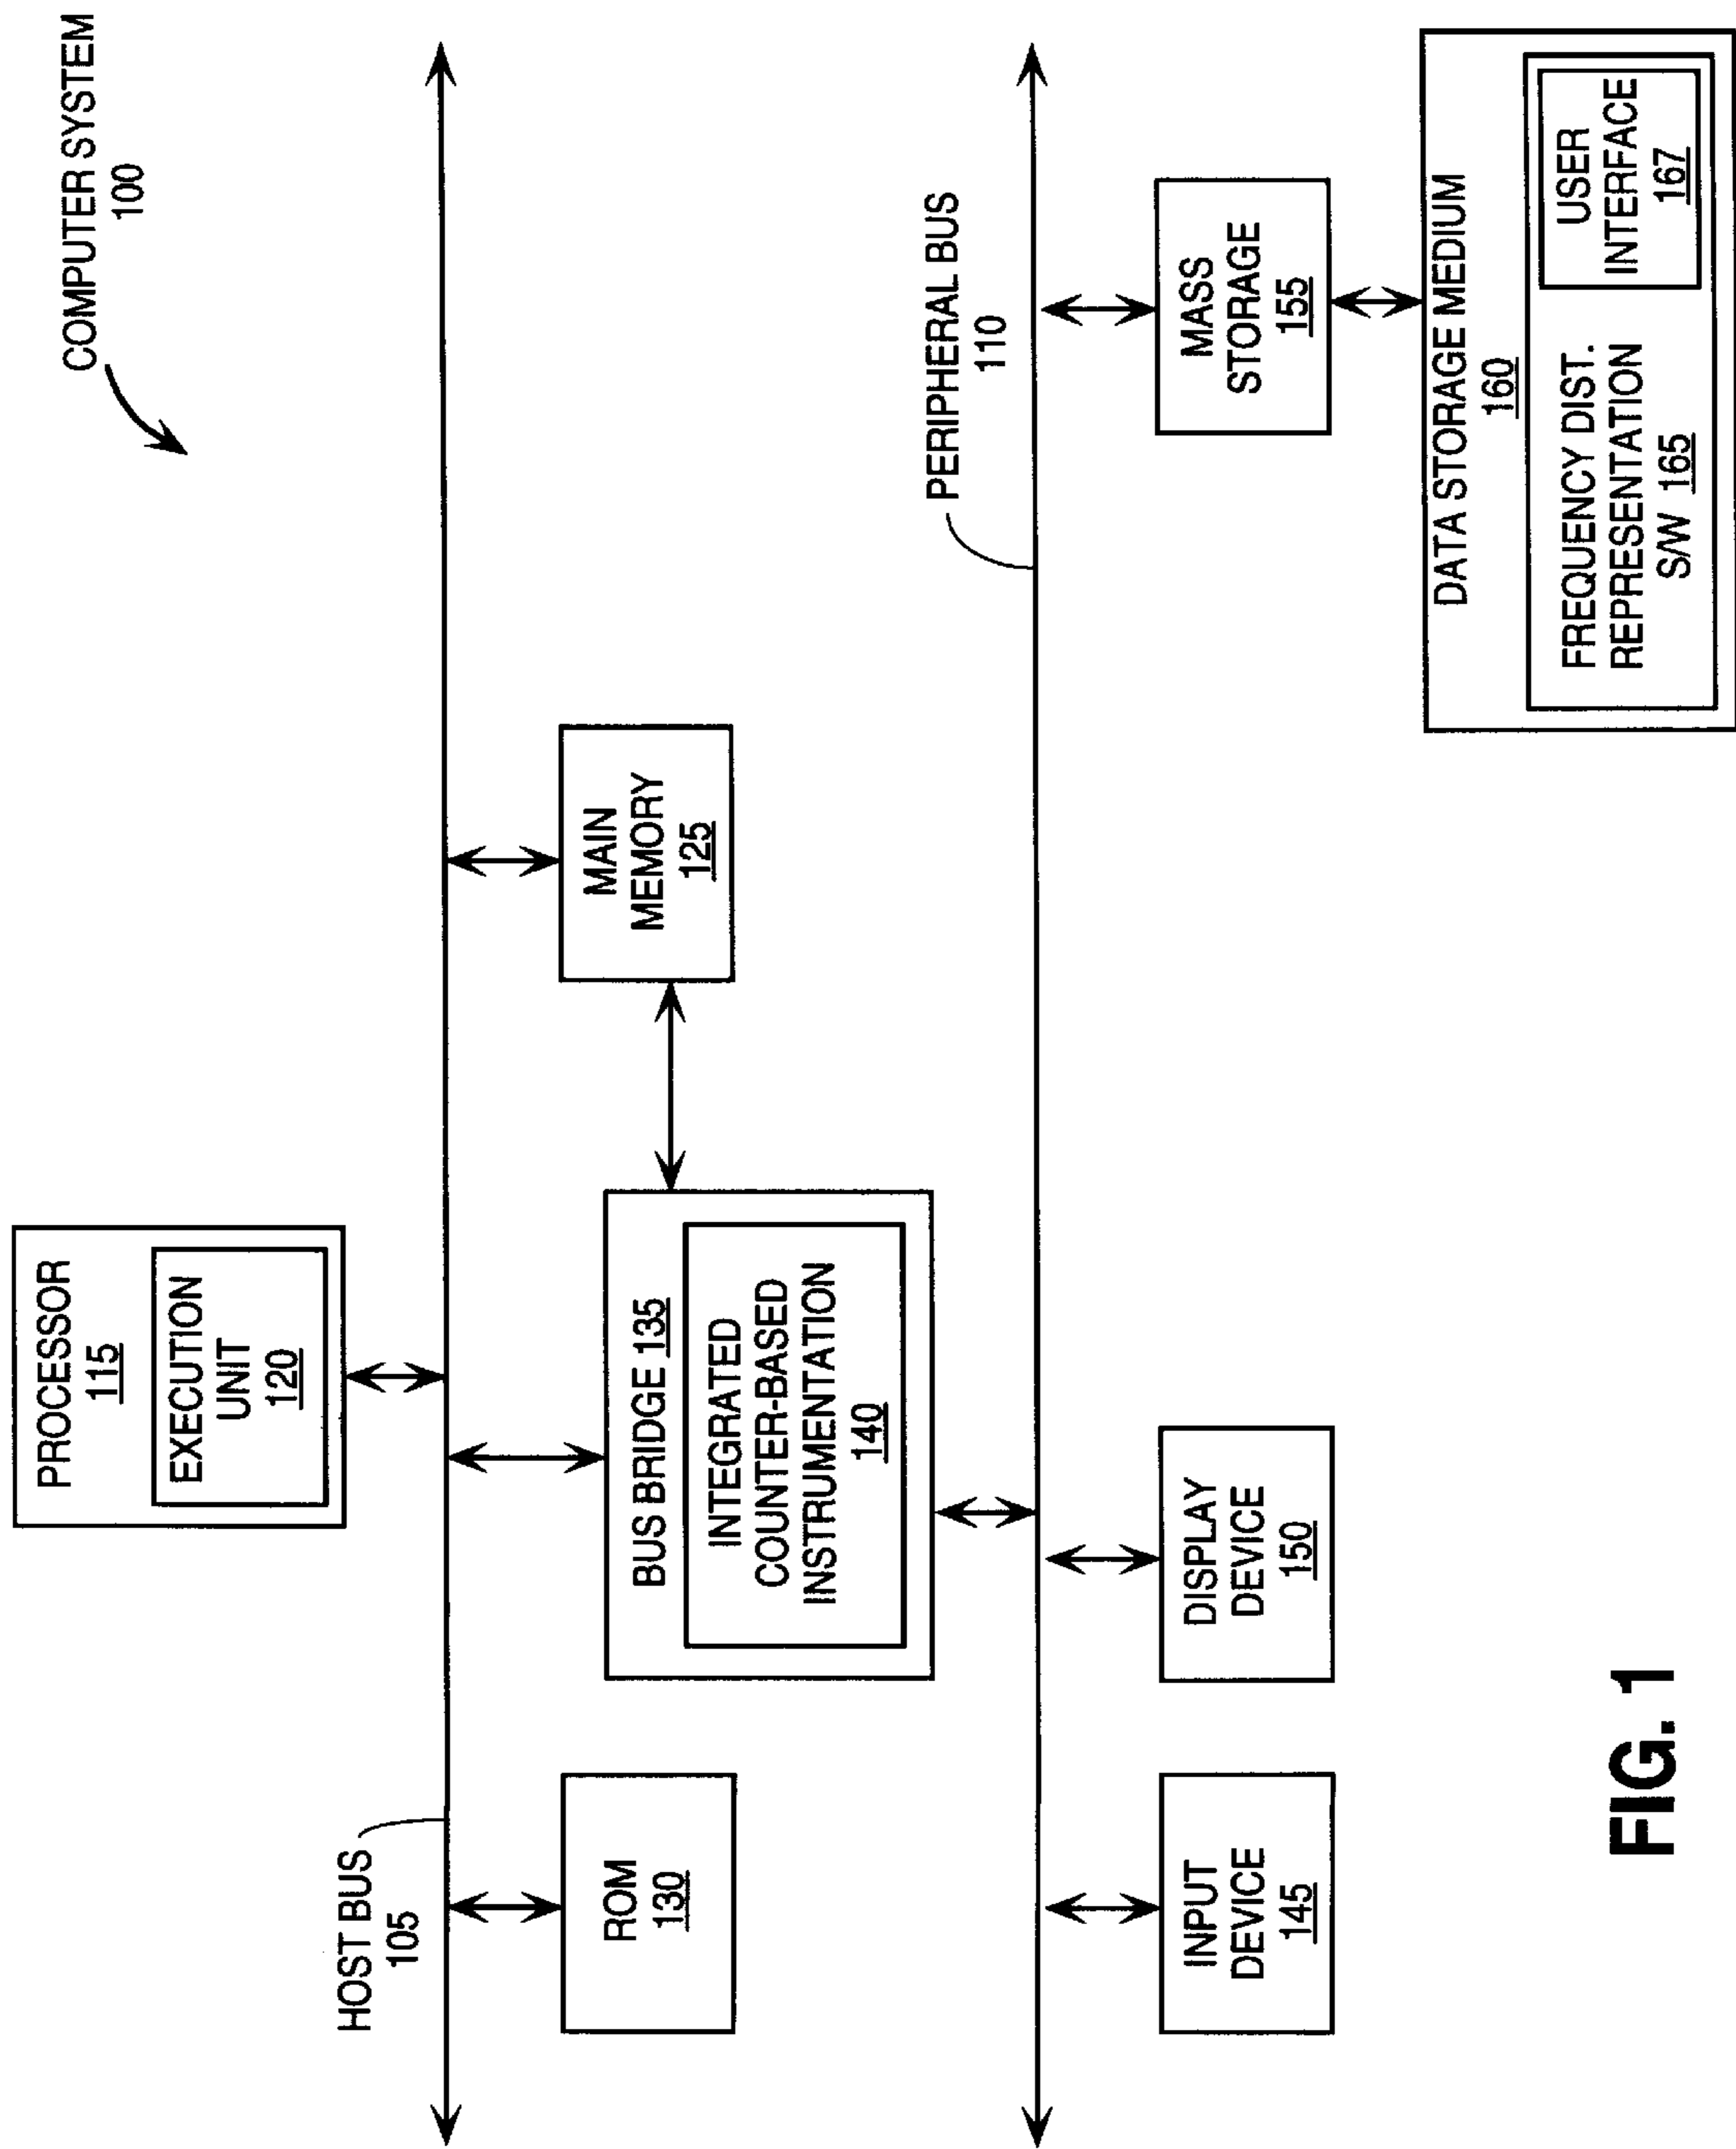 COMPUTER SYSTEM
100
PROCESSOR
115
EXECUTION
UNIT
120
HOST BUS
105
ROM
130
BUS BRIDGE 135
INTEGRATED
COUNTER-BASED
INSTRUMENTATION
140
MAIN
MEMORY
125
PERIPHERAL BUS
110
INPUT
DEVICE
145
DISPLAY
DEVICE
150
MASS
STORAGE
155
DATA STORAGE MEDIUM
160
FREQUENCY DIST.
REPRESENTATION
S/W 165
USER
INTERFACE
167
FIG. 1